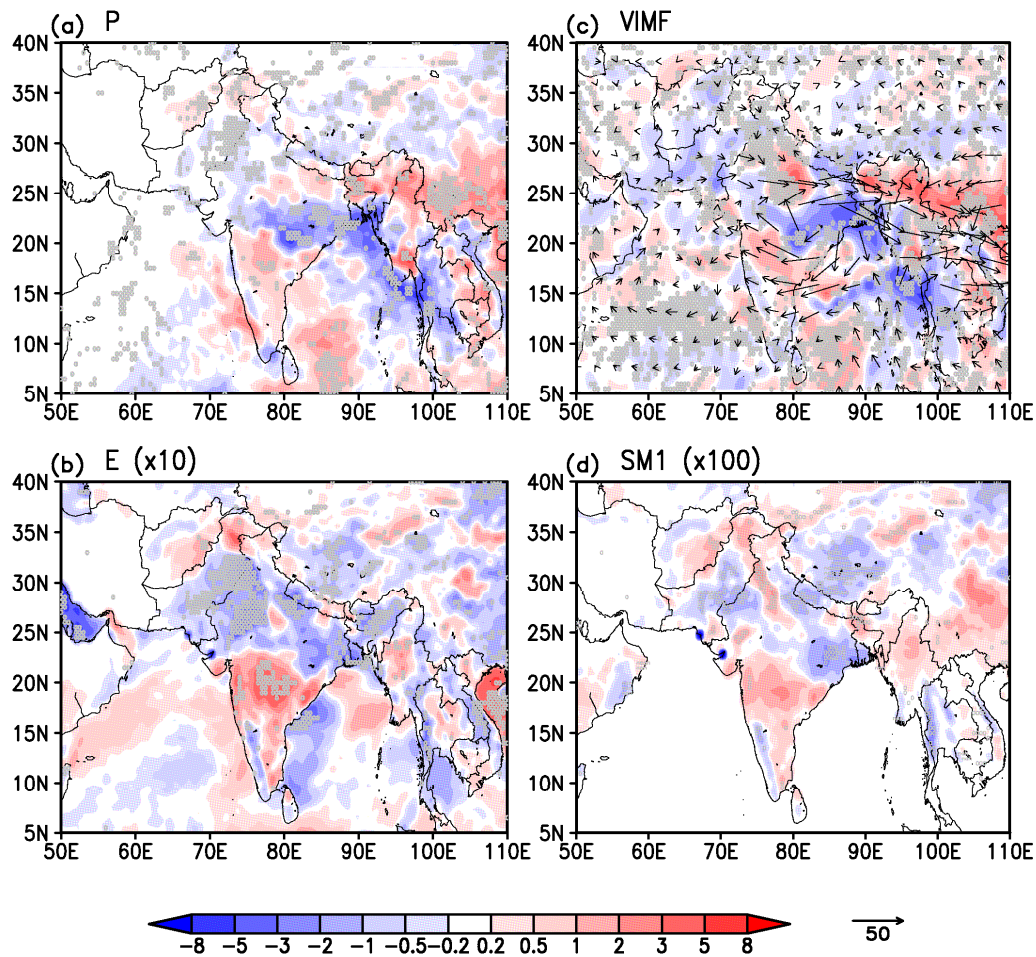 (a) P
(c) VIMF
40N 40N
35N 35N
30N 30N
25N 25N
20N 20N
15N 15N
10N 10N
5N 5N
50E 60E 70E 80E 90E 100E 110E 50E 60E 70E 80E 90E 100E 110E
(b) E (x10)
(d) SM1 (x100)
40N 40N
35N 35N
30N 30N
25N 25N
20N 20N
15N 15N
10N 10N
5N 5N
50E 60E 70E 80E 90E 100E 110E 50E 60E 70E 80E 90E 100E 110E
-8 -5 -3 -2 -1 -0.5 -0.2 0.2 0.5 1 2 3 5 8
50